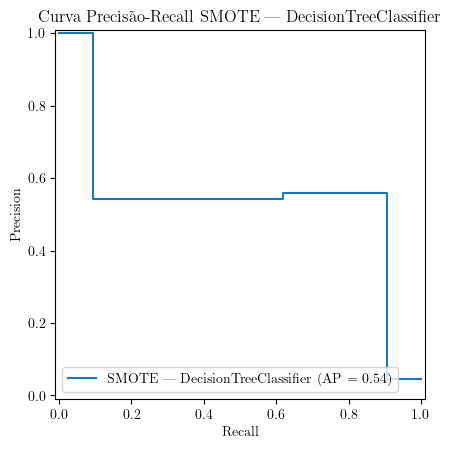 Curva Precisão-Recall SMOTE — DecisionTreeClassifier
1.0
0.8
0.6
0.4
0.2
0.0
Precision
SMOTE — DecisionTreeClassifier (AP = 0.54)
0.0 0.2 0.4 0.6 0.8 1.0
Recall